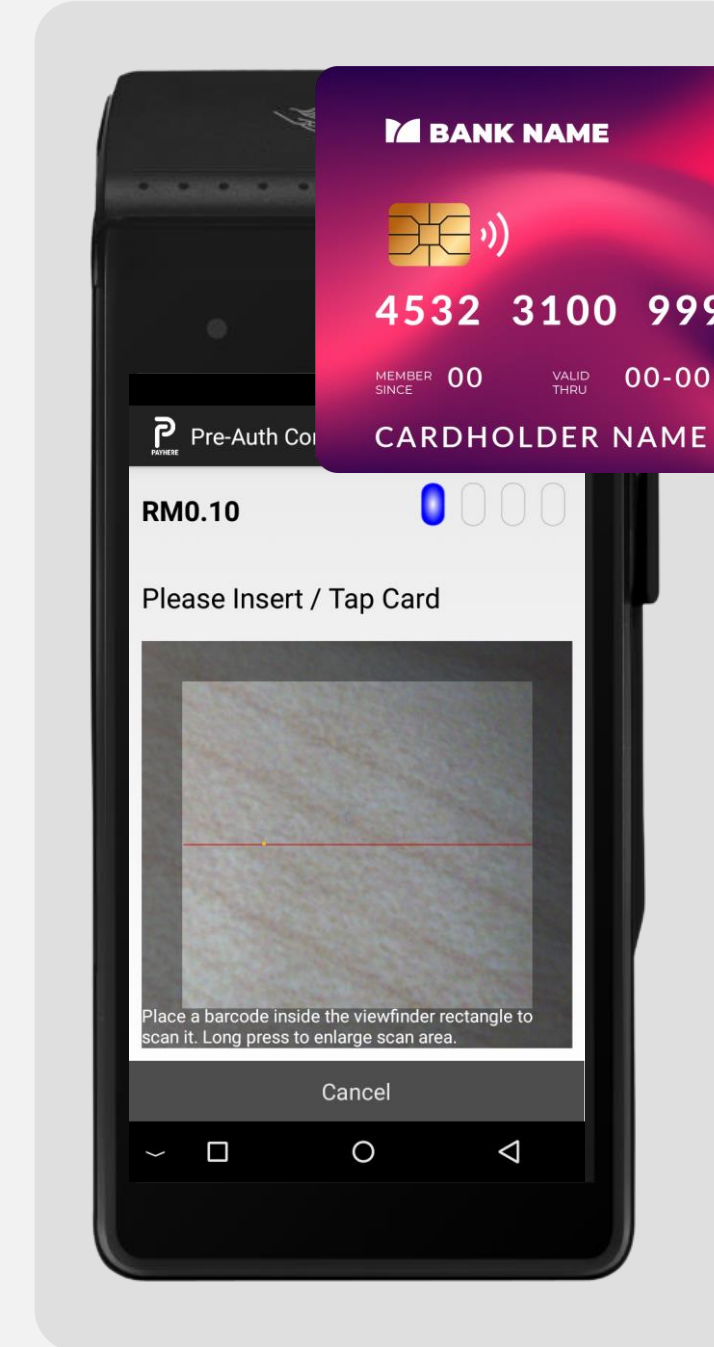 BANK NAME
4532 3100 999
MEMBER SINCE 00 VALID THRU 00-00
CARDHOLDER NAME
PAYHERE Pre-Auth
RM0.10
Please Insert / Tap Card
Place a barcode inside the viewfinder rectangle to
scan it. Long press to enlarge scan area.
Cancel